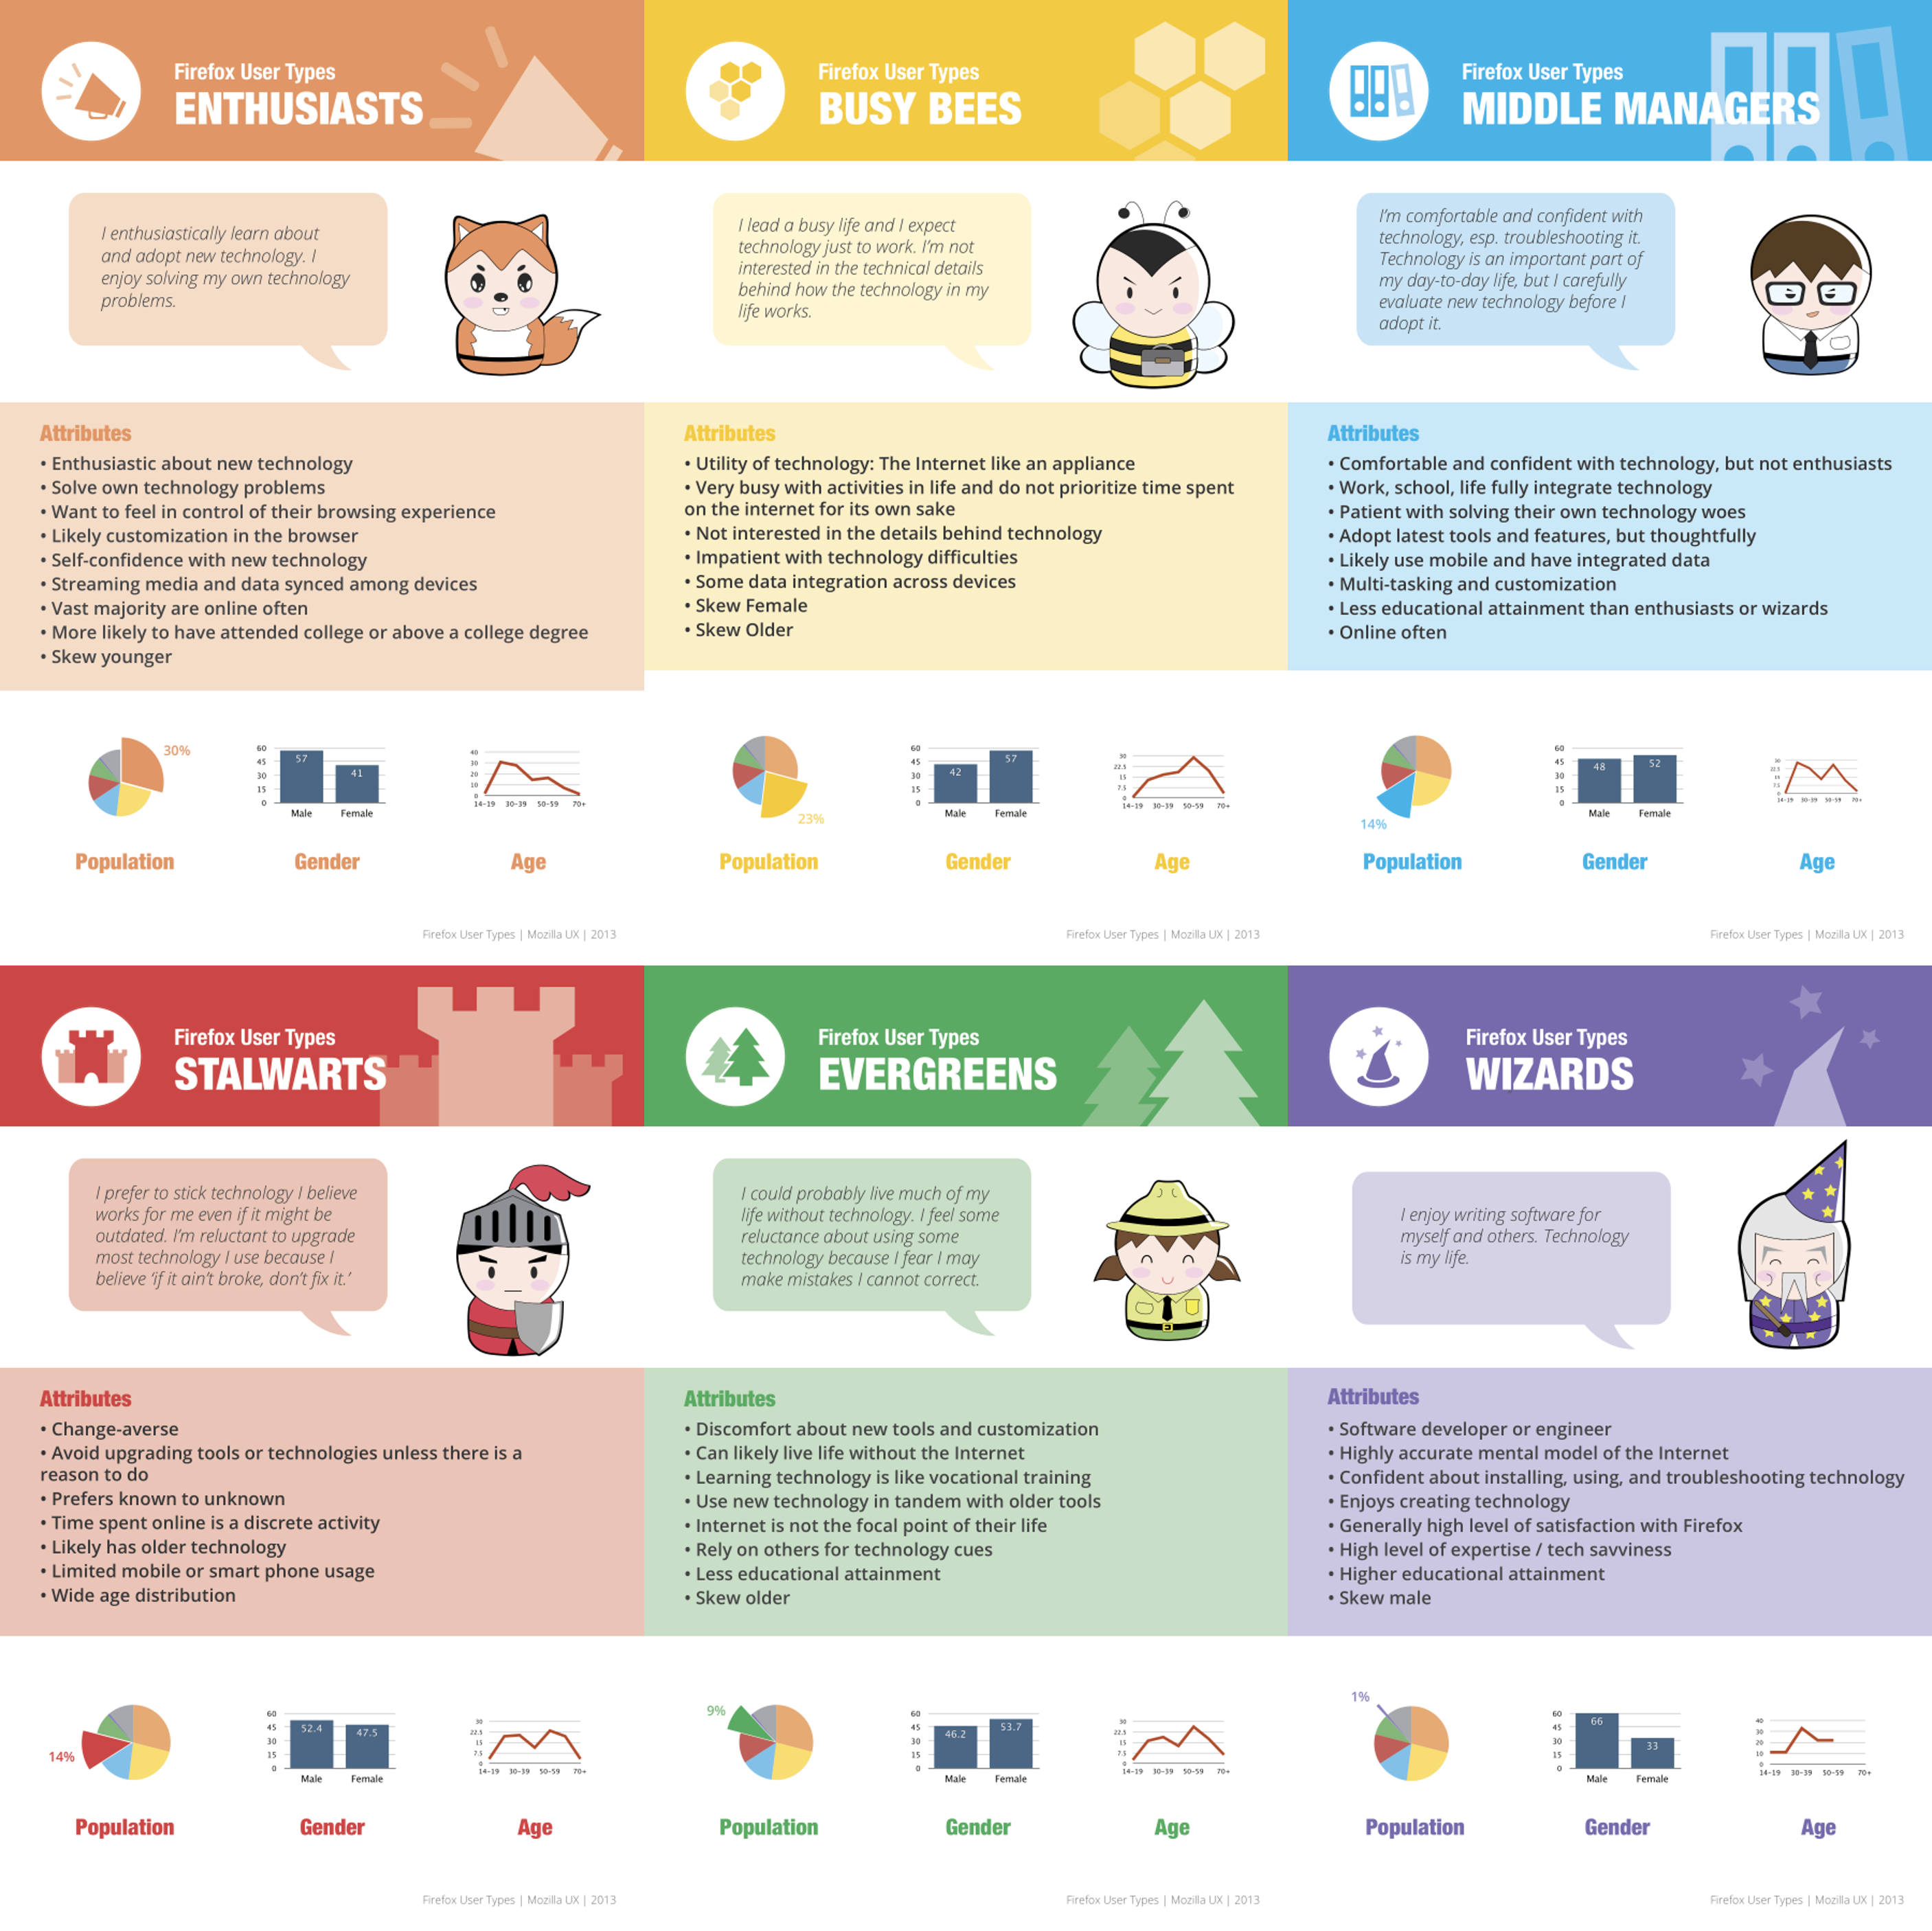 Firefox User Types
ENTHUSIASTS
I enthusiastically learn about
and adopt new technology. I
enjoy solving my own technology
problems.
Attributes
• Enthusiastic about new technology
• Solve own technology problems
• Want to feel in control of their browsing experience
• Likely customization in the browser
• Self-confidence with new technology
• Streaming media and data synced among devices
• Vast majority are online often
• More likely to have attended college or above a college degree
• Skew younger
30%
Population
60
45
30
15
0
57
41
Male Female
Gender
40
30
20
10
0
14-19 30-39 50-59 70+
Age
Firefox User Types | Mozilla UX | 2013
Firefox User Types
BUSY BEES
I lead a busy life and I expect
technology just to work. I'm not
interested in the technical details
behind how the technology in my
life works.
Attributes
• Utility of technology: The Internet like an appliance
• Very busy with activities in life and do not prioritize time spent
on the internet for its own sake
• Not interested in the details behind technology
• Impatient with technology difficulties
• Some data integration across devices
• Skew Female
• Skew Older
23%
Population
60
45
30
15
0
42
57
Male Female
Gender
30
22.5
15
7.5
0
14-19 30-39 50-59 70+
Age
Firefox User Types | Mozilla UX | 2013
Firefox User Types
MIDDLE MANAGERS
I'm comfortable and confident with
technology, esp. troubleshooting it.
Technology is an important part of
my day-to-day life, but I carefully
evaluate new technology before I
adopt it.
Attributes
• Comfortable and confident with technology, but not enthusiasts
• Work, school, life fully integrate technology
• Patient with solving their own technology woes
• Adopt latest tools and features, but thoughtfully
• Likely use mobile and have integrated data
• Multi-tasking and customization
• Less educational attainment than enthusiasts or wizards
• Online often
14%
Population
60
45
30
15
0
48
52
Male Female
Gender
30
22.5
15
7.5
0
14-19 30-39 50-59 70+
Age
Firefox User Types | Mozilla UX | 2013
Firefox User Types
STALWARTS
I prefer to stick technology I believe
works for me even if it might be
outdated. I'm reluctant to upgrade
most technology I use because I
believe 'if it ain't broke, don't fix it.'
Attributes
• Change-averse
• Avoid upgrading tools or technologies unless there is a
reason to do
• Prefers known to unknown
• Time spent online is a discrete activity
• Likely has older technology
• Limited mobile or smart phone usage
• Wide age distribution
14%
Population
60
45
30
15
0
52.4
47.5
Male Female
Gender
30
22.5
15
7.5
0
14-19 30-39 50-59 70+
Age
Firefox User Types | Mozilla UX | 2013
Firefox User Types
EVERGREENS
I could probably live much of my
life without technology. I feel some
reluctance about using some
technology because I fear I may
make mistakes I cannot correct.
Attributes
• Discomfort about new tools and customization
• Can likely live life without the Internet
• Learning technology is like vocational training
• Use new technology in tandem with older tools
• Internet is not the focal point of their life
• Rely on others for technology cues
• Less educational attainment
• Skew older
9%
Population
60
45
30
15
0
46.2
53.7
Male Female
Gender
30
22.5
15
7.5
0
14-19 30-39 50-59 70+
Age
Firefox User Types | Mozilla UX | 2013
Firefox User Types
WIZARDS
I enjoy writing software for
myself and others. Technology
is my life.
Attributes
• Software developer or engineer
• Highly accurate mental model of the Internet
• Confident about installing, using, and troubleshooting technology
• Enjoys creating technology
• Generally high level of satisfaction with Firefox
• High level of expertise / tech savviness
• Higher educational attainment
• Skew male
1%
Population
60
45
30
15
0
66
33
Male Female
Gender
40
30
20
10
0
14-19 30-39 50-59 70+
Age
Firefox User Types | Mozilla UX | 2013